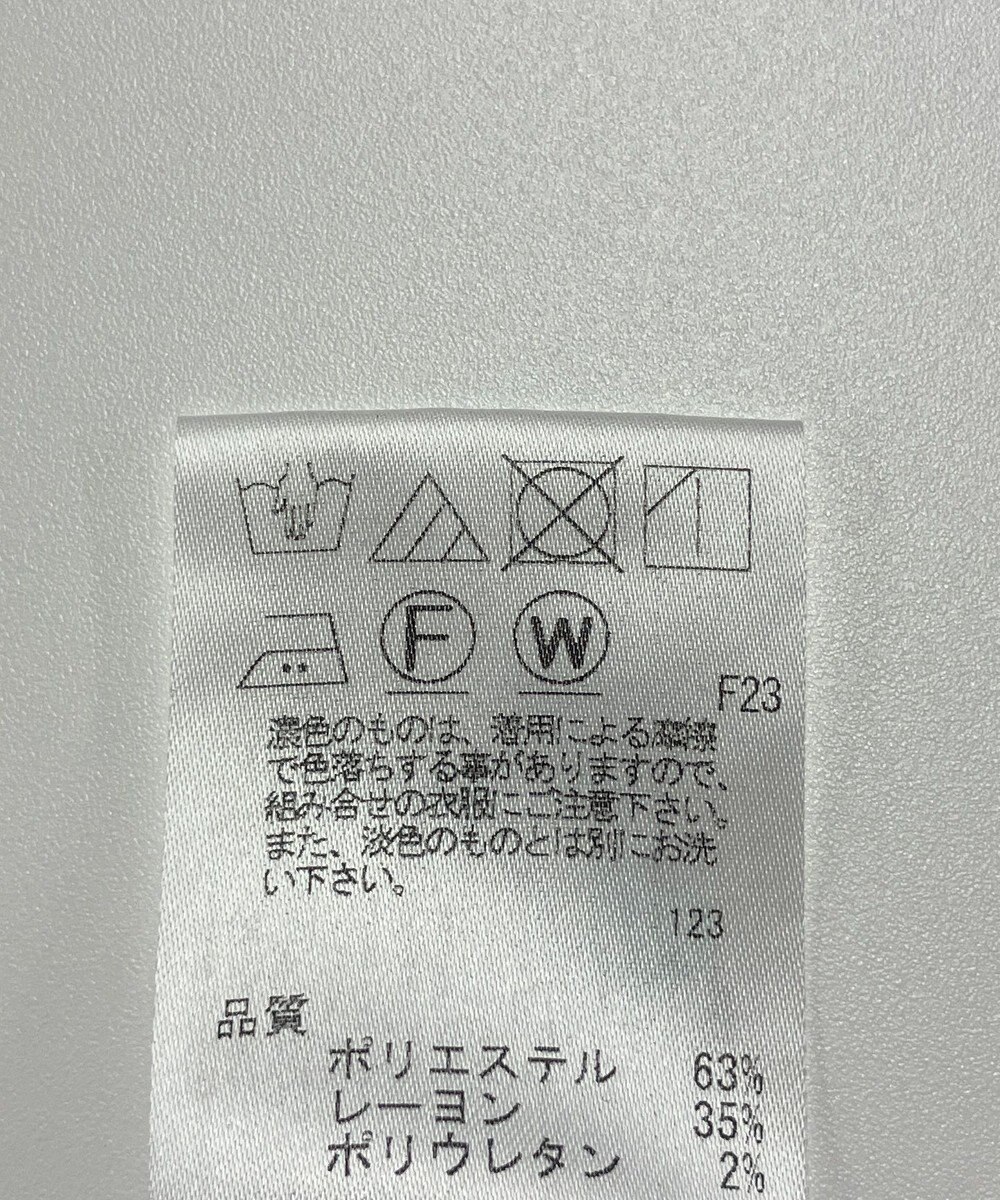 F W
F23
濃色のものは、着用による摩擦
で色落ちする事がありますので、
組み合せの衣服にご注意下さい。
また、淡色のものとは別にお洗
い下さい。
123
品質
ポリエステル 63%
レーヨン 35%
ポリウレタン 2%